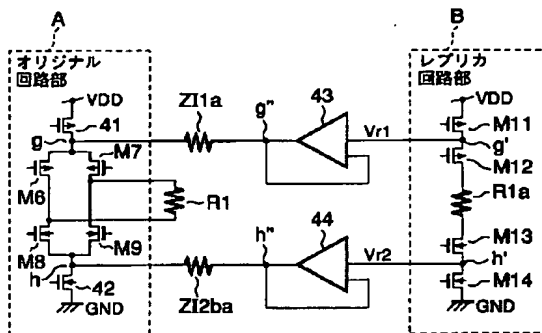 A
オリジナル
回路部
VDD
41
g
M7
M6
M8
M9
h
42
GND
ZI1a
R1
ZI2ba
g"
43
Vr1
h"
44
Vr2
B
レプリカ
回路部
VDD
M11
g'
M12
R1a
M13
h'
M14
GND